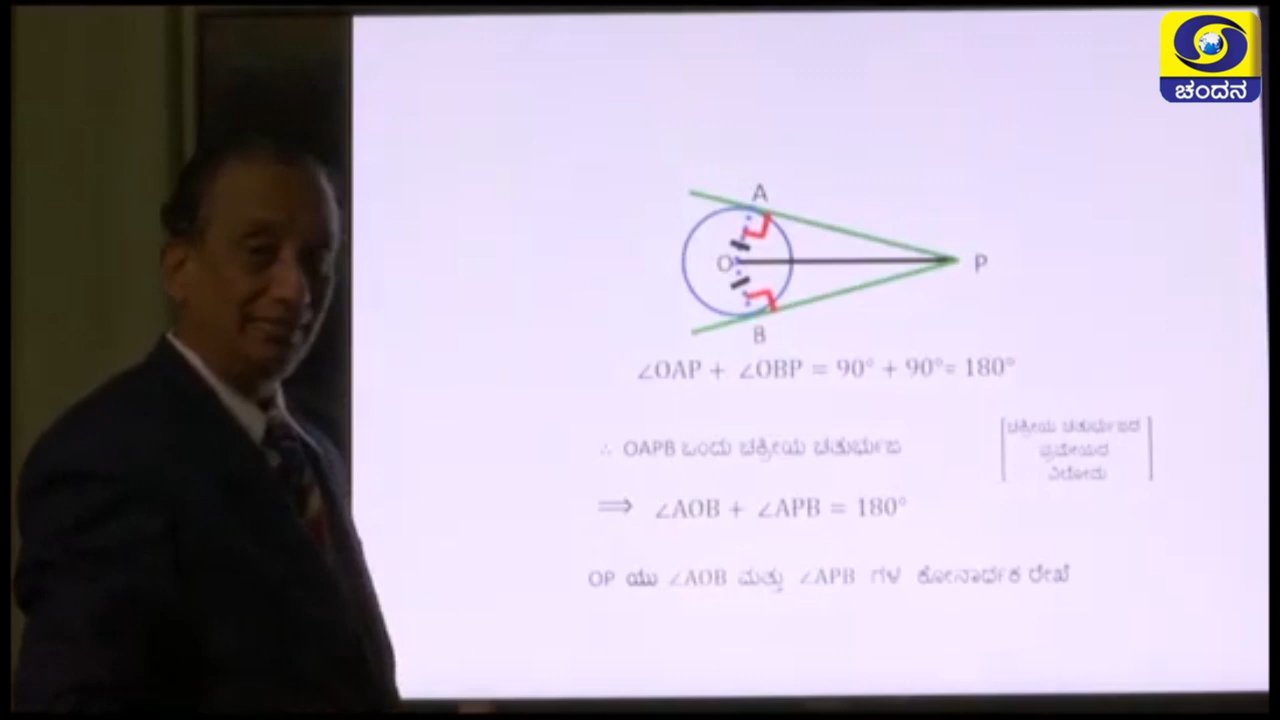 ಚಂದನ
A
O
P
B
∠OAP + ∠OBP = 90° + 90°= 180°
∴ OAPB ಒಂದು ಚಕ್ರೀಯ ಚತುರ್ಭುಜ
ಚಕ್ರೀಯ ಚತುರ್ಭುಜದ
ಪ್ರಮೇಯದ
ವಿಲೋಮ
⟹ ∠AOB + ∠APB = 180°
OP ಯು ∠AOB ಮತ್ತು ∠APB ಗಳ ಕೋನಾರ್ಧಕ ರೇಖೆ